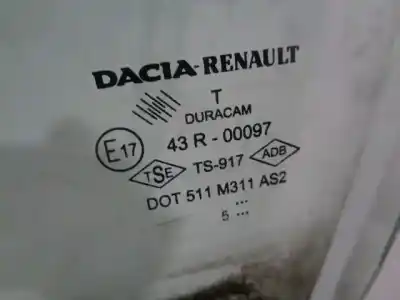 DACIA-RENAULT
T
DURACAM
E17 43 R - 00097
TSE TS-917 ADB
DOT 511 M311 AS2
...
5 ...